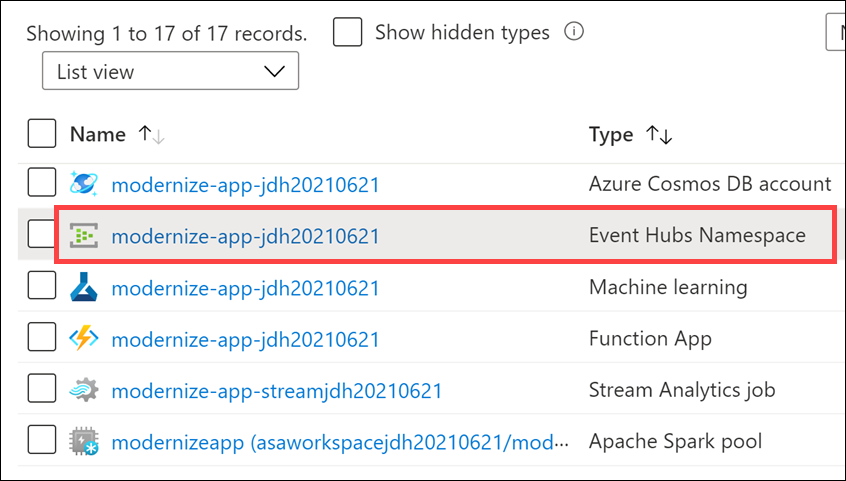 Showing 1 to 17 of 17 records. Show hidden types
List view
Name Type
modernize-app-jdh20210621 Azure Cosmos DB account
modernize-app-jdh20210621 Event Hubs Namespace
modernize-app-jdh20210621 Machine learning
modernize-app-jdh20210621 Function App
modernize-app-streamjdh20210621 Stream Analytics job
modernizeapp (asaworkspacejdh20210621/mod··· Apache Spark pool